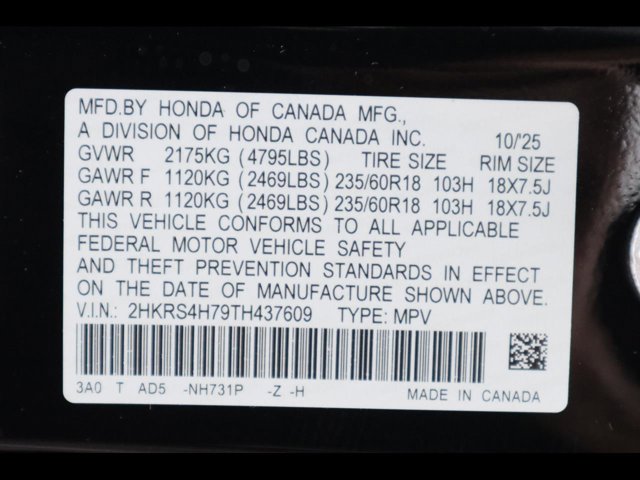 MFD.BY HONDA OF CANADA MFG.,
A DIVISION OF HONDA CANADA INC. 10/'25
GVWR 2175KG (4795LBS) TIRE SIZE RIM SIZE
GAWR F 1120KG (2469LBS) 235/60R18 103H 18X7.5J
GAWR R 1120KG (2469LBS) 235/60R18 103H 18X7.5J
THIS VEHICLE CONFORMS TO ALL APPLICABLE
FEDERAL MOTOR VEHICLE SAFETY
AND THEFT PREVENTION STANDARDS IN EFFECT
ON THE DATE OF MANUFACTURE SHOWN ABOVE.
V.I.N.: 2HKRS4H79TH437609 TYPE: MPV
3A0 T AD5 -NH731P -Z -H MADE IN CANADA